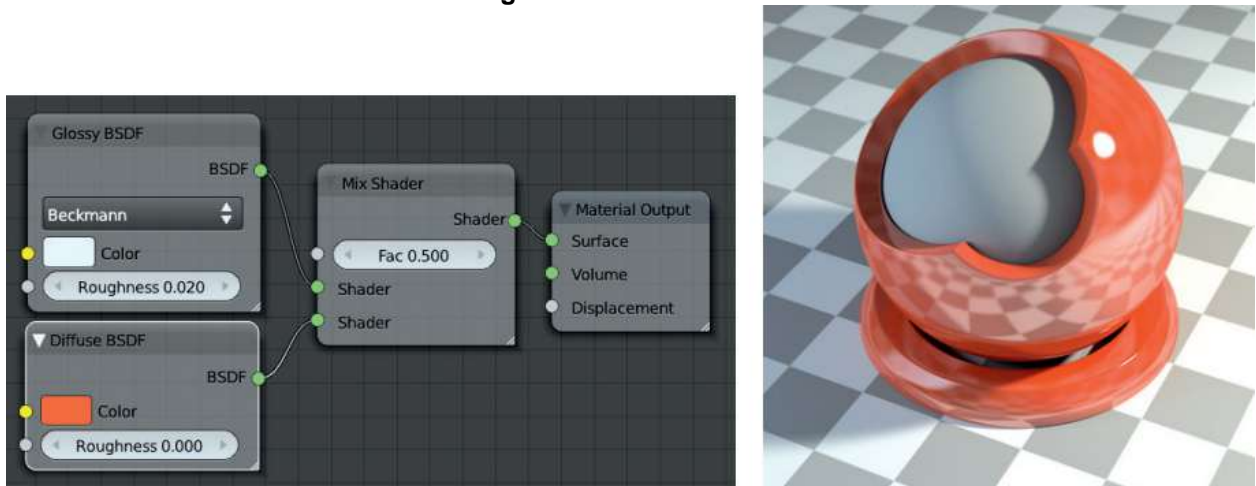 Glossy BSDF
BSDF
Beckmann
Color
Roughness 0.020
Diffuse BSDF
BSDF
Color
Roughness 0.000
Mix Shader
Shader
Fac 0.500
Shader
Shader
Material Output
Surface
Volume
Displacement